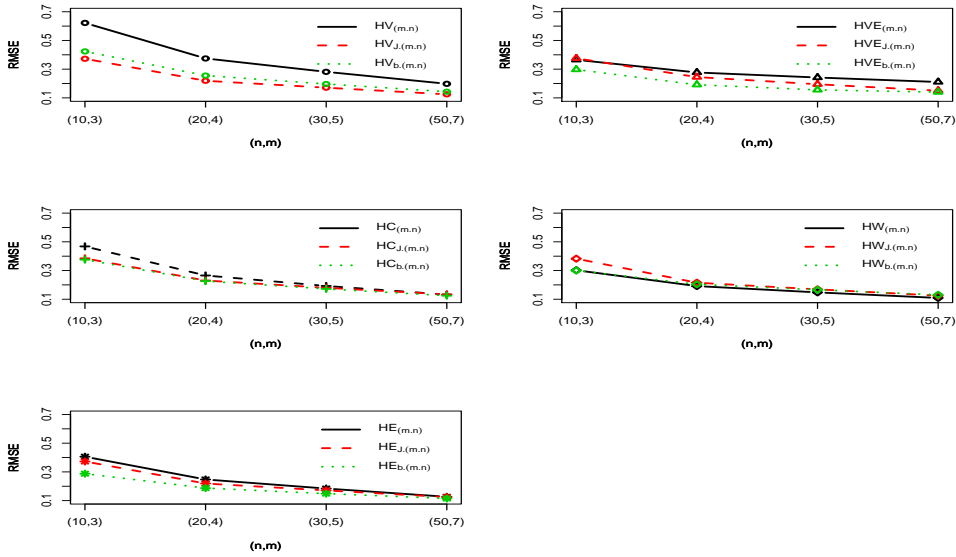 RMSE
0.1 0.3 0.5 0.7
HV(m.n)
HVJ.(m.n)
HVb.(m.n)
(10,3) (20,4) (30,5) (50,7)
(n,m)
RMSE
0.1 0.3 0.5 0.7
HVE(m.n)
HVEJ.(m.n)
HVEb.(m.n)
(10,3) (20,4) (30,5) (50,7)
(n,m)
RMSE
0.1 0.3 0.5 0.7
HC(m.n)
HCJ.(m.n)
HCb.(m.n)
(10,3) (20,4) (30,5) (50,7)
(n,m)
RMSE
0.1 0.3 0.5 0.7
HW(m.n)
HWJ.(m.n)
HWb.(m.n)
(10,3) (20,4) (30,5) (50,7)
(n,m)
RMSE
0.1 0.3 0.5 0.7
HE(m.n)
HEJ.(m.n)
HEb.(m.n)
(10,3) (20,4) (30,5) (50,7)
(n,m)